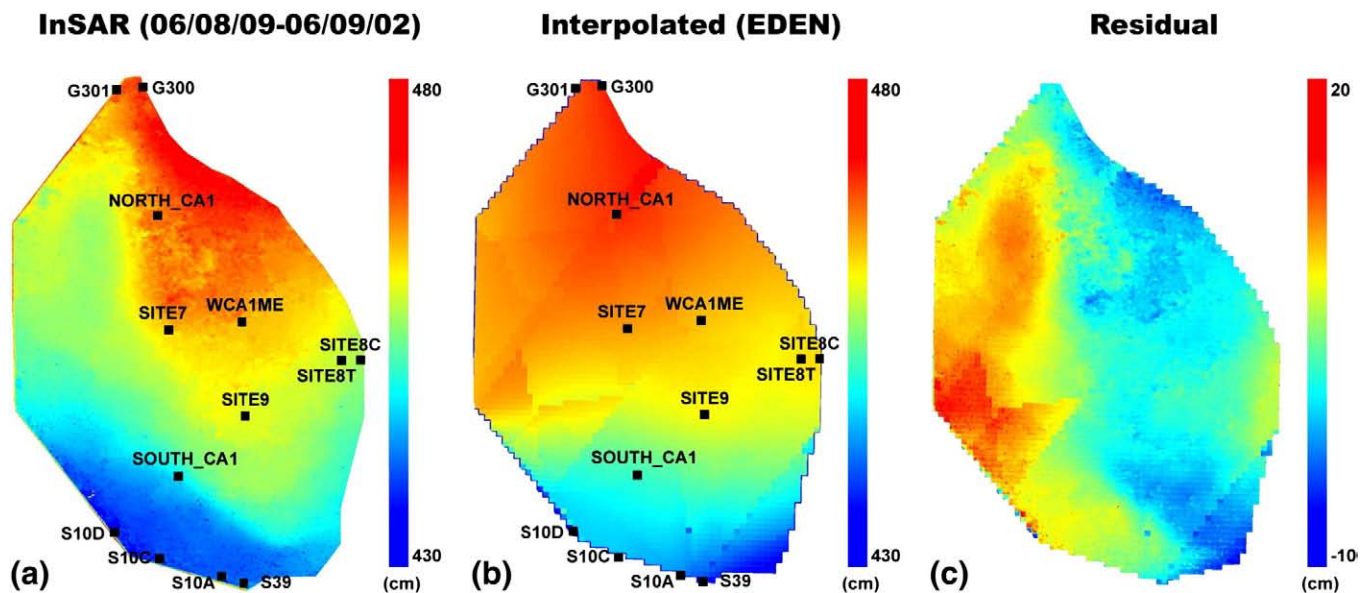 InSAR (06/08/09-06/09/02)
Interpolated (EDEN)
Residual
G301
G300
NORTH_CA1
SITE7
WCA1ME
SITE8C
SITE8T
SITE9
SOUTH_CA1
S10D
S10C
S10A
S39
480
430
(cm)
(a)
G301
G300
NORTH_CA1
SITE7
WCA1ME
SITE8C
SITE8T
SITE9
SOUTH_CA1
S10D
S10C
S10A
S39
480
430
(cm)
(b)
20
-10
(cm)
(c)